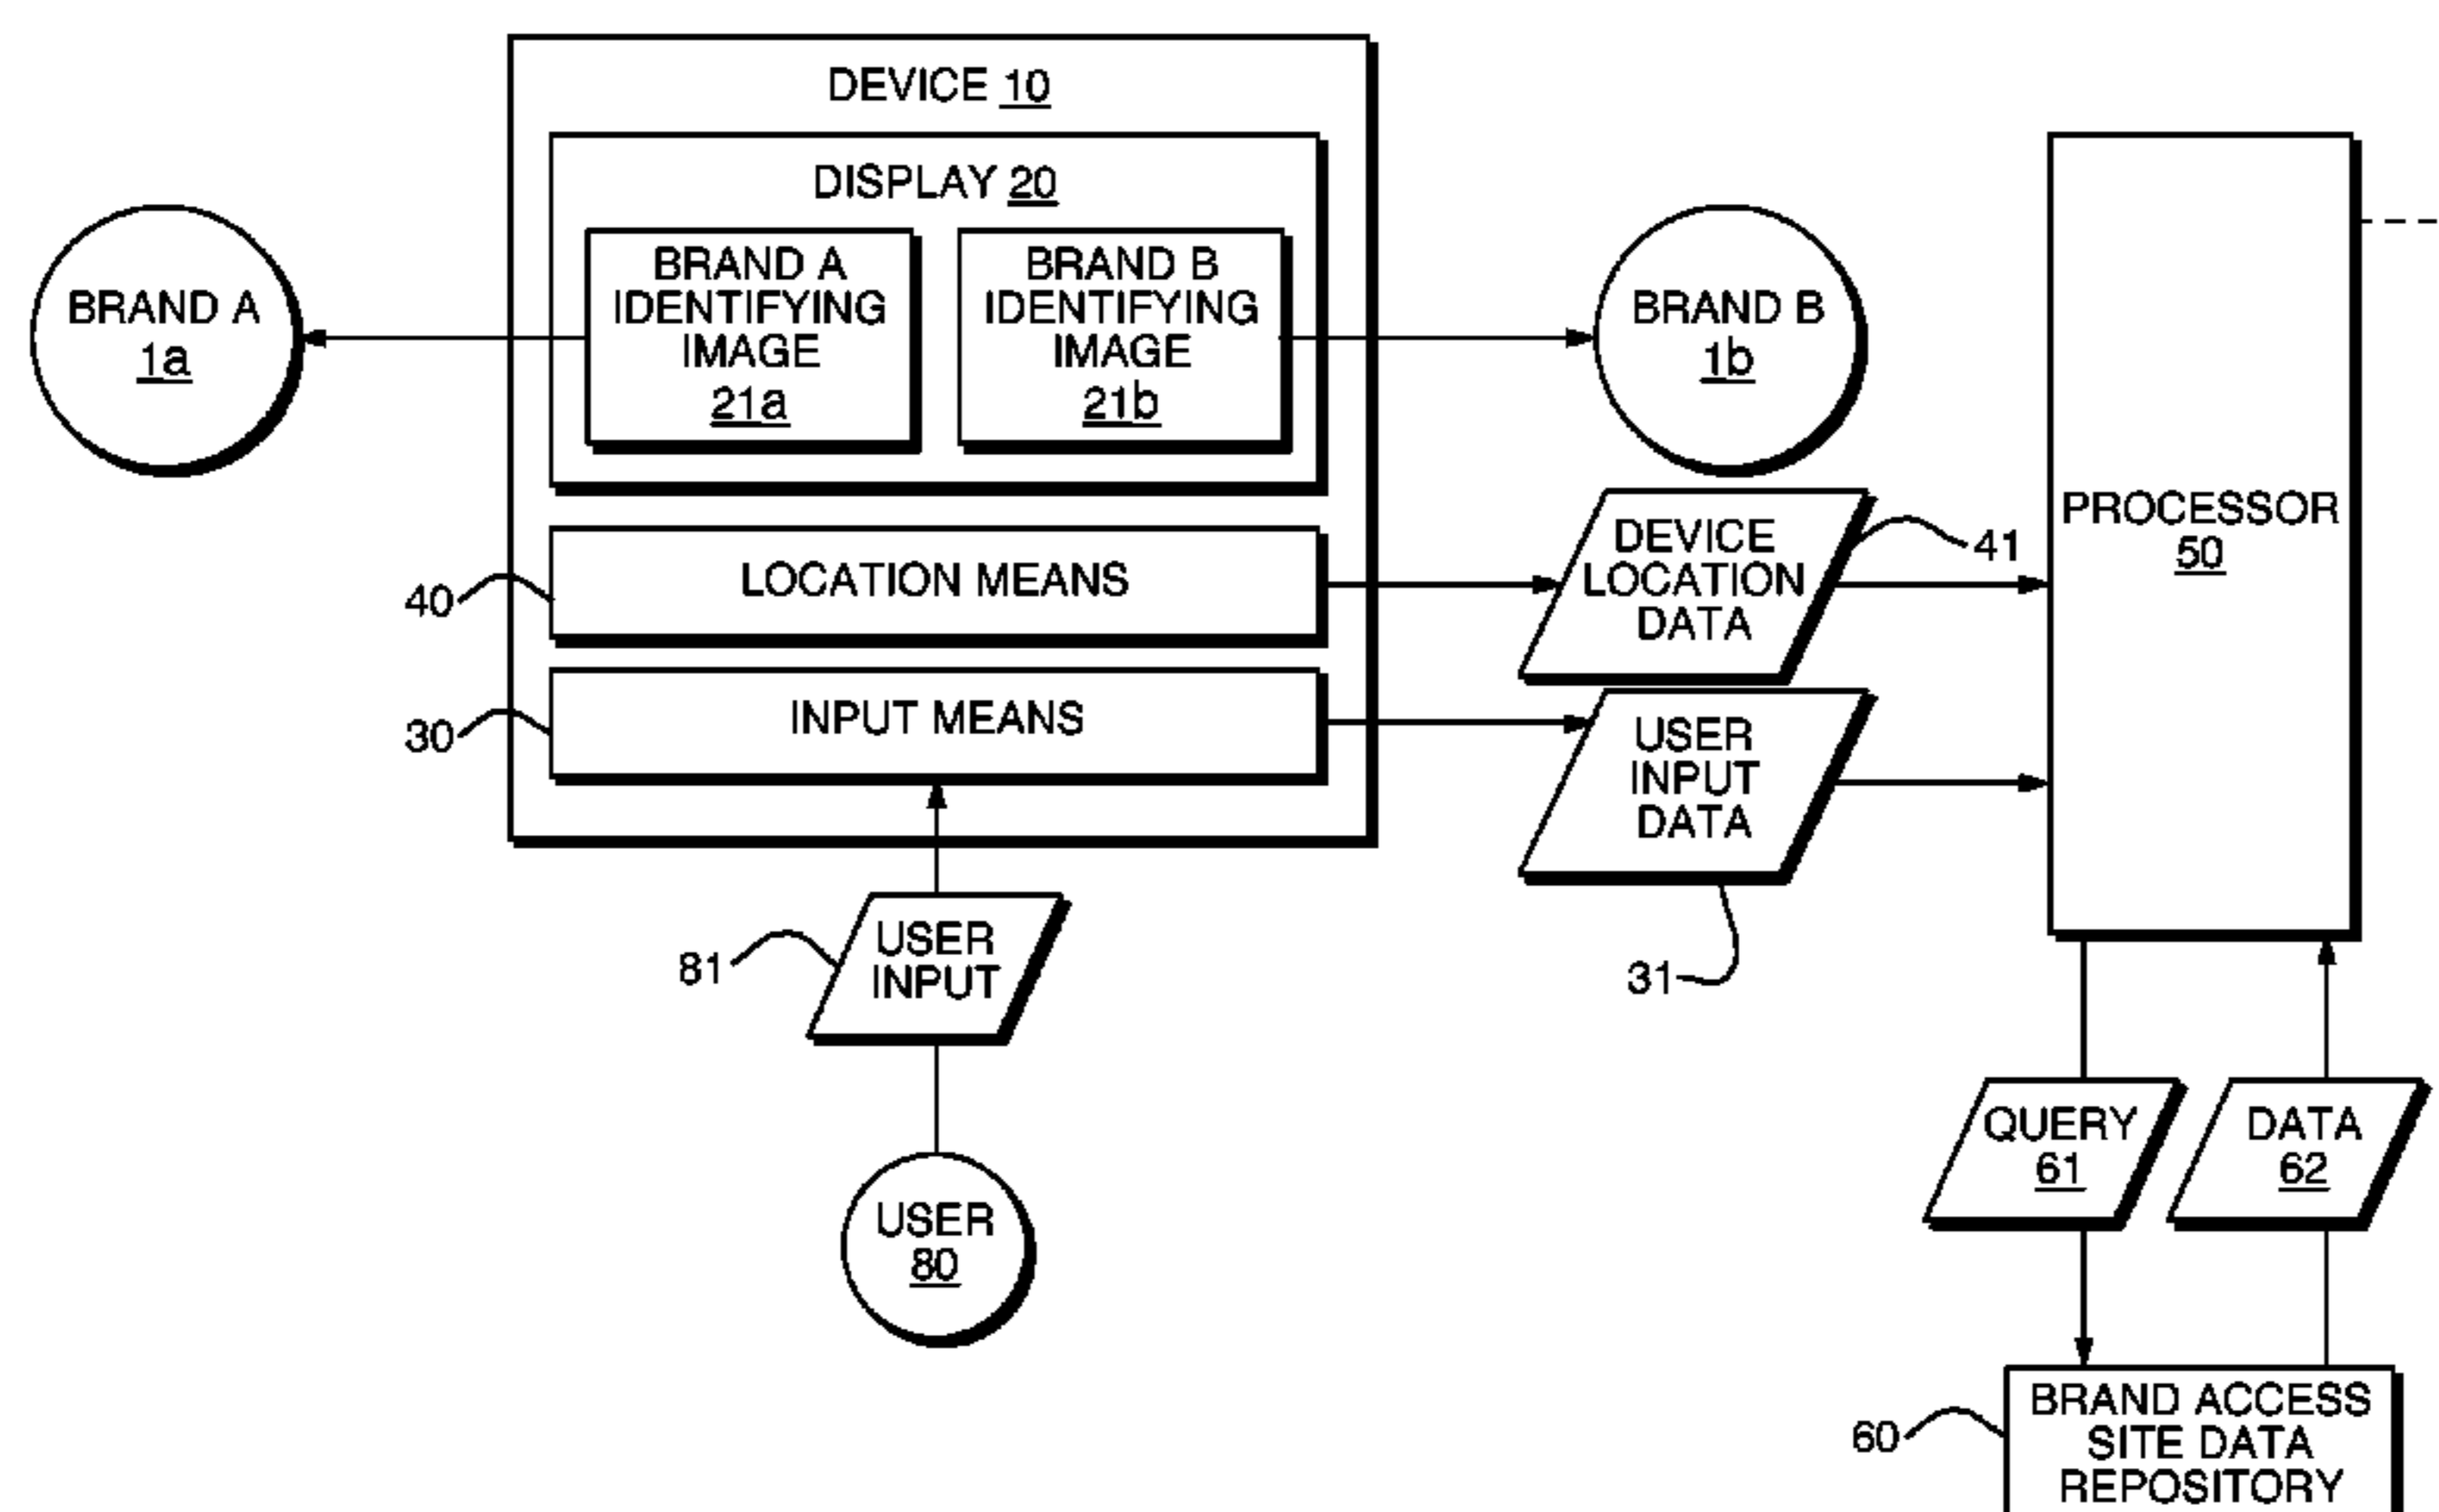 DEVICE 10
DISPLAY 20
BRAND A
IDENTIFYING
IMAGE
21a
BRAND B
IDENTIFYING
IMAGE
21b
BRAND A
1a
BRAND B
1b
PROCESSOR
50
LOCATION MEANS
40
DEVICE
LOCATION
DATA
41
INPUT MEANS
30
USER
INPUT
DATA
31
USER
INPUT
81
USER
80
QUERY
61
DATA
62
BRAND ACCESS
SITE DATA
REPOSITORY
60